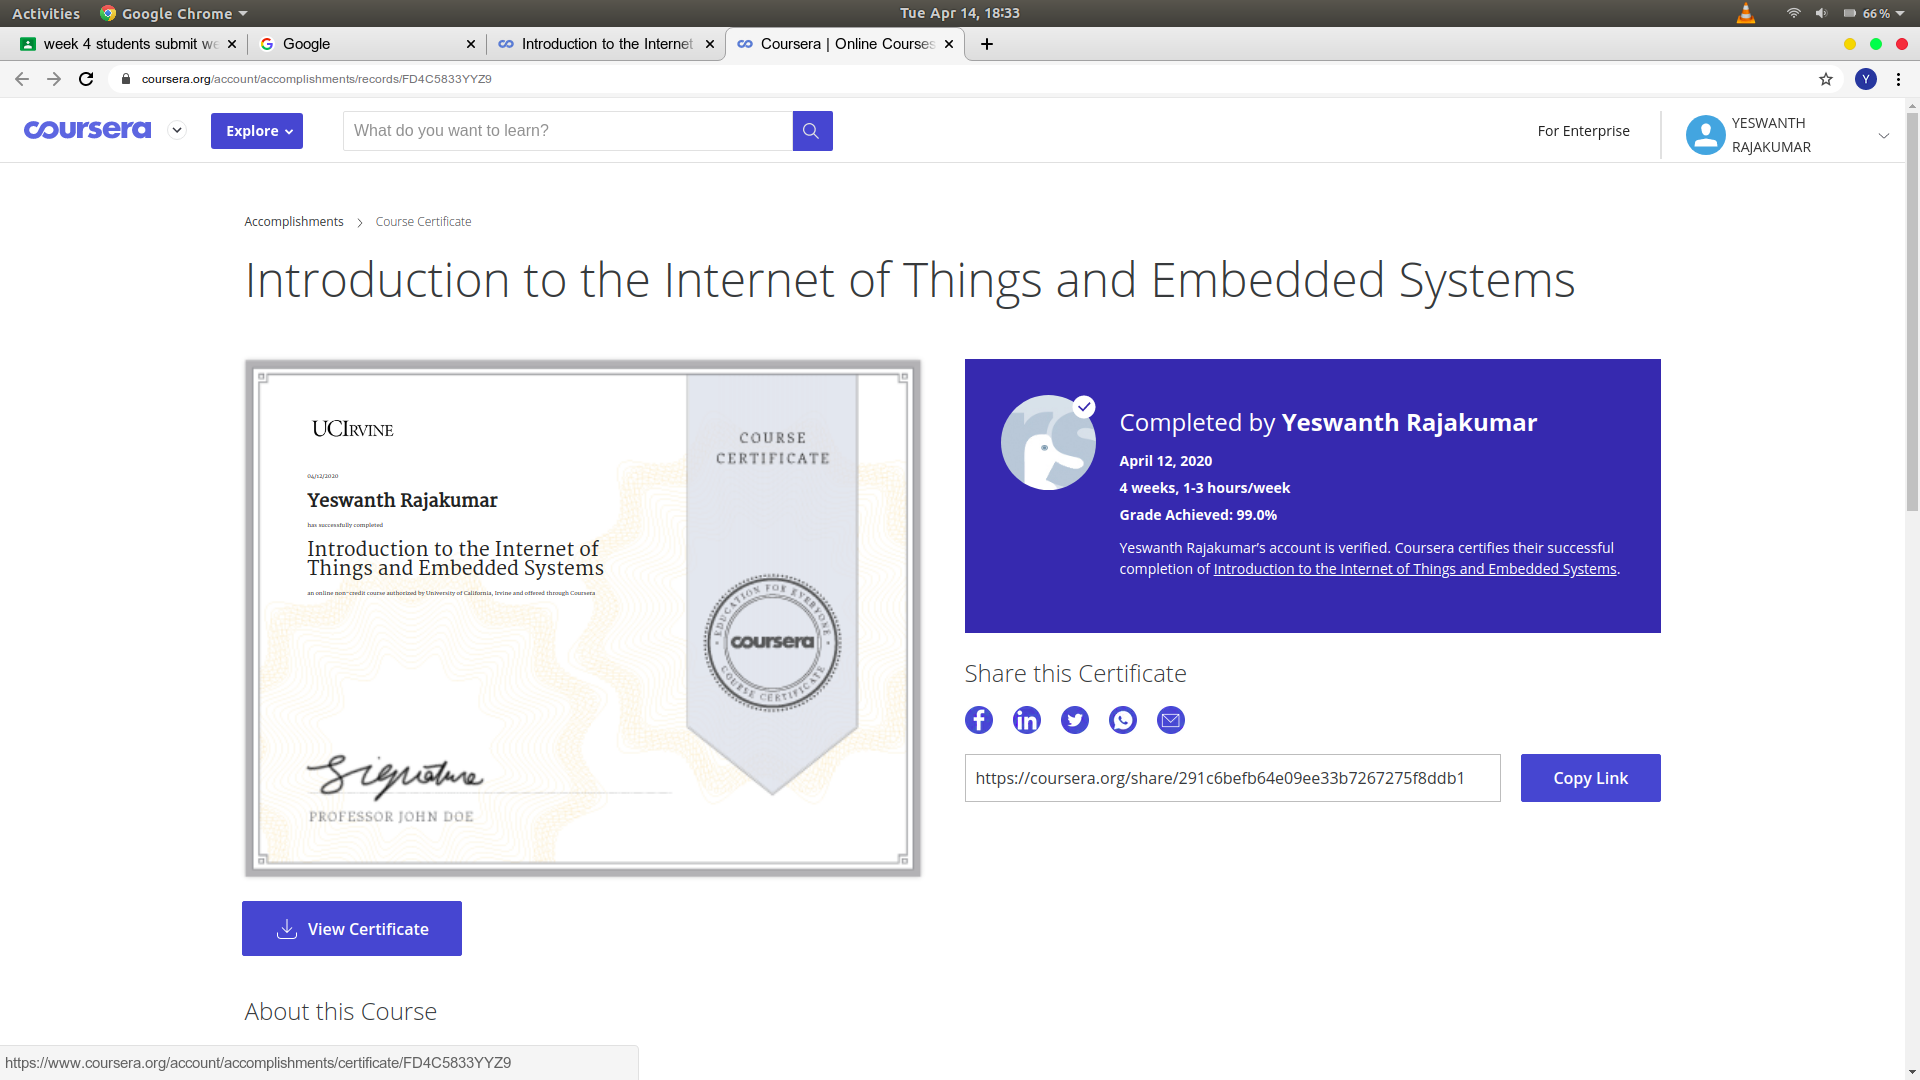 Activities
Google Chrome
Tue Apr 14, 18:33
66 %
week 4 students submit we
Google
Introduction to the Internet
Coursera | Online Courses
coursera.org/account/accomplishments/records/FD4C5833YYZ9
Y
coursera
Explore
What do you want to learn?
For Enterprise
YESWANTH
RAJAKUMAR
Accomplishments
Course Certificate
Introduction to the Internet of Things and Embedded Systems
UCIRVINE
COURSE
CERTIFICATE
04/12/2020
Yeswanth Rajakumar
has successfully completed
Introduction to the Internet of
Things and Embedded Systems
an online non-credit course authorized by University of California, Irvine and offered through Coursera
EDUCATION FOR EVERYONE
coursera
COURSE CERTIFICATE
Signature
PROFESSOR JOHN DOE
Completed by Yeswanth Rajakumar
April 12, 2020
4 weeks, 1-3 hours/week
Grade Achieved: 99.0%
Yeswanth Rajakumar's account is verified. Coursera certifies their successful
completion of Introduction to the Internet of Things and Embedded Systems.
Share this Certificate
https://coursera.org/share/291c6befb64e09ee33b7267275f8ddb1
Copy Link
View Certificate
About this Course
https://www.coursera.org/account/accomplishments/certificate/FD4C5833YYZ9